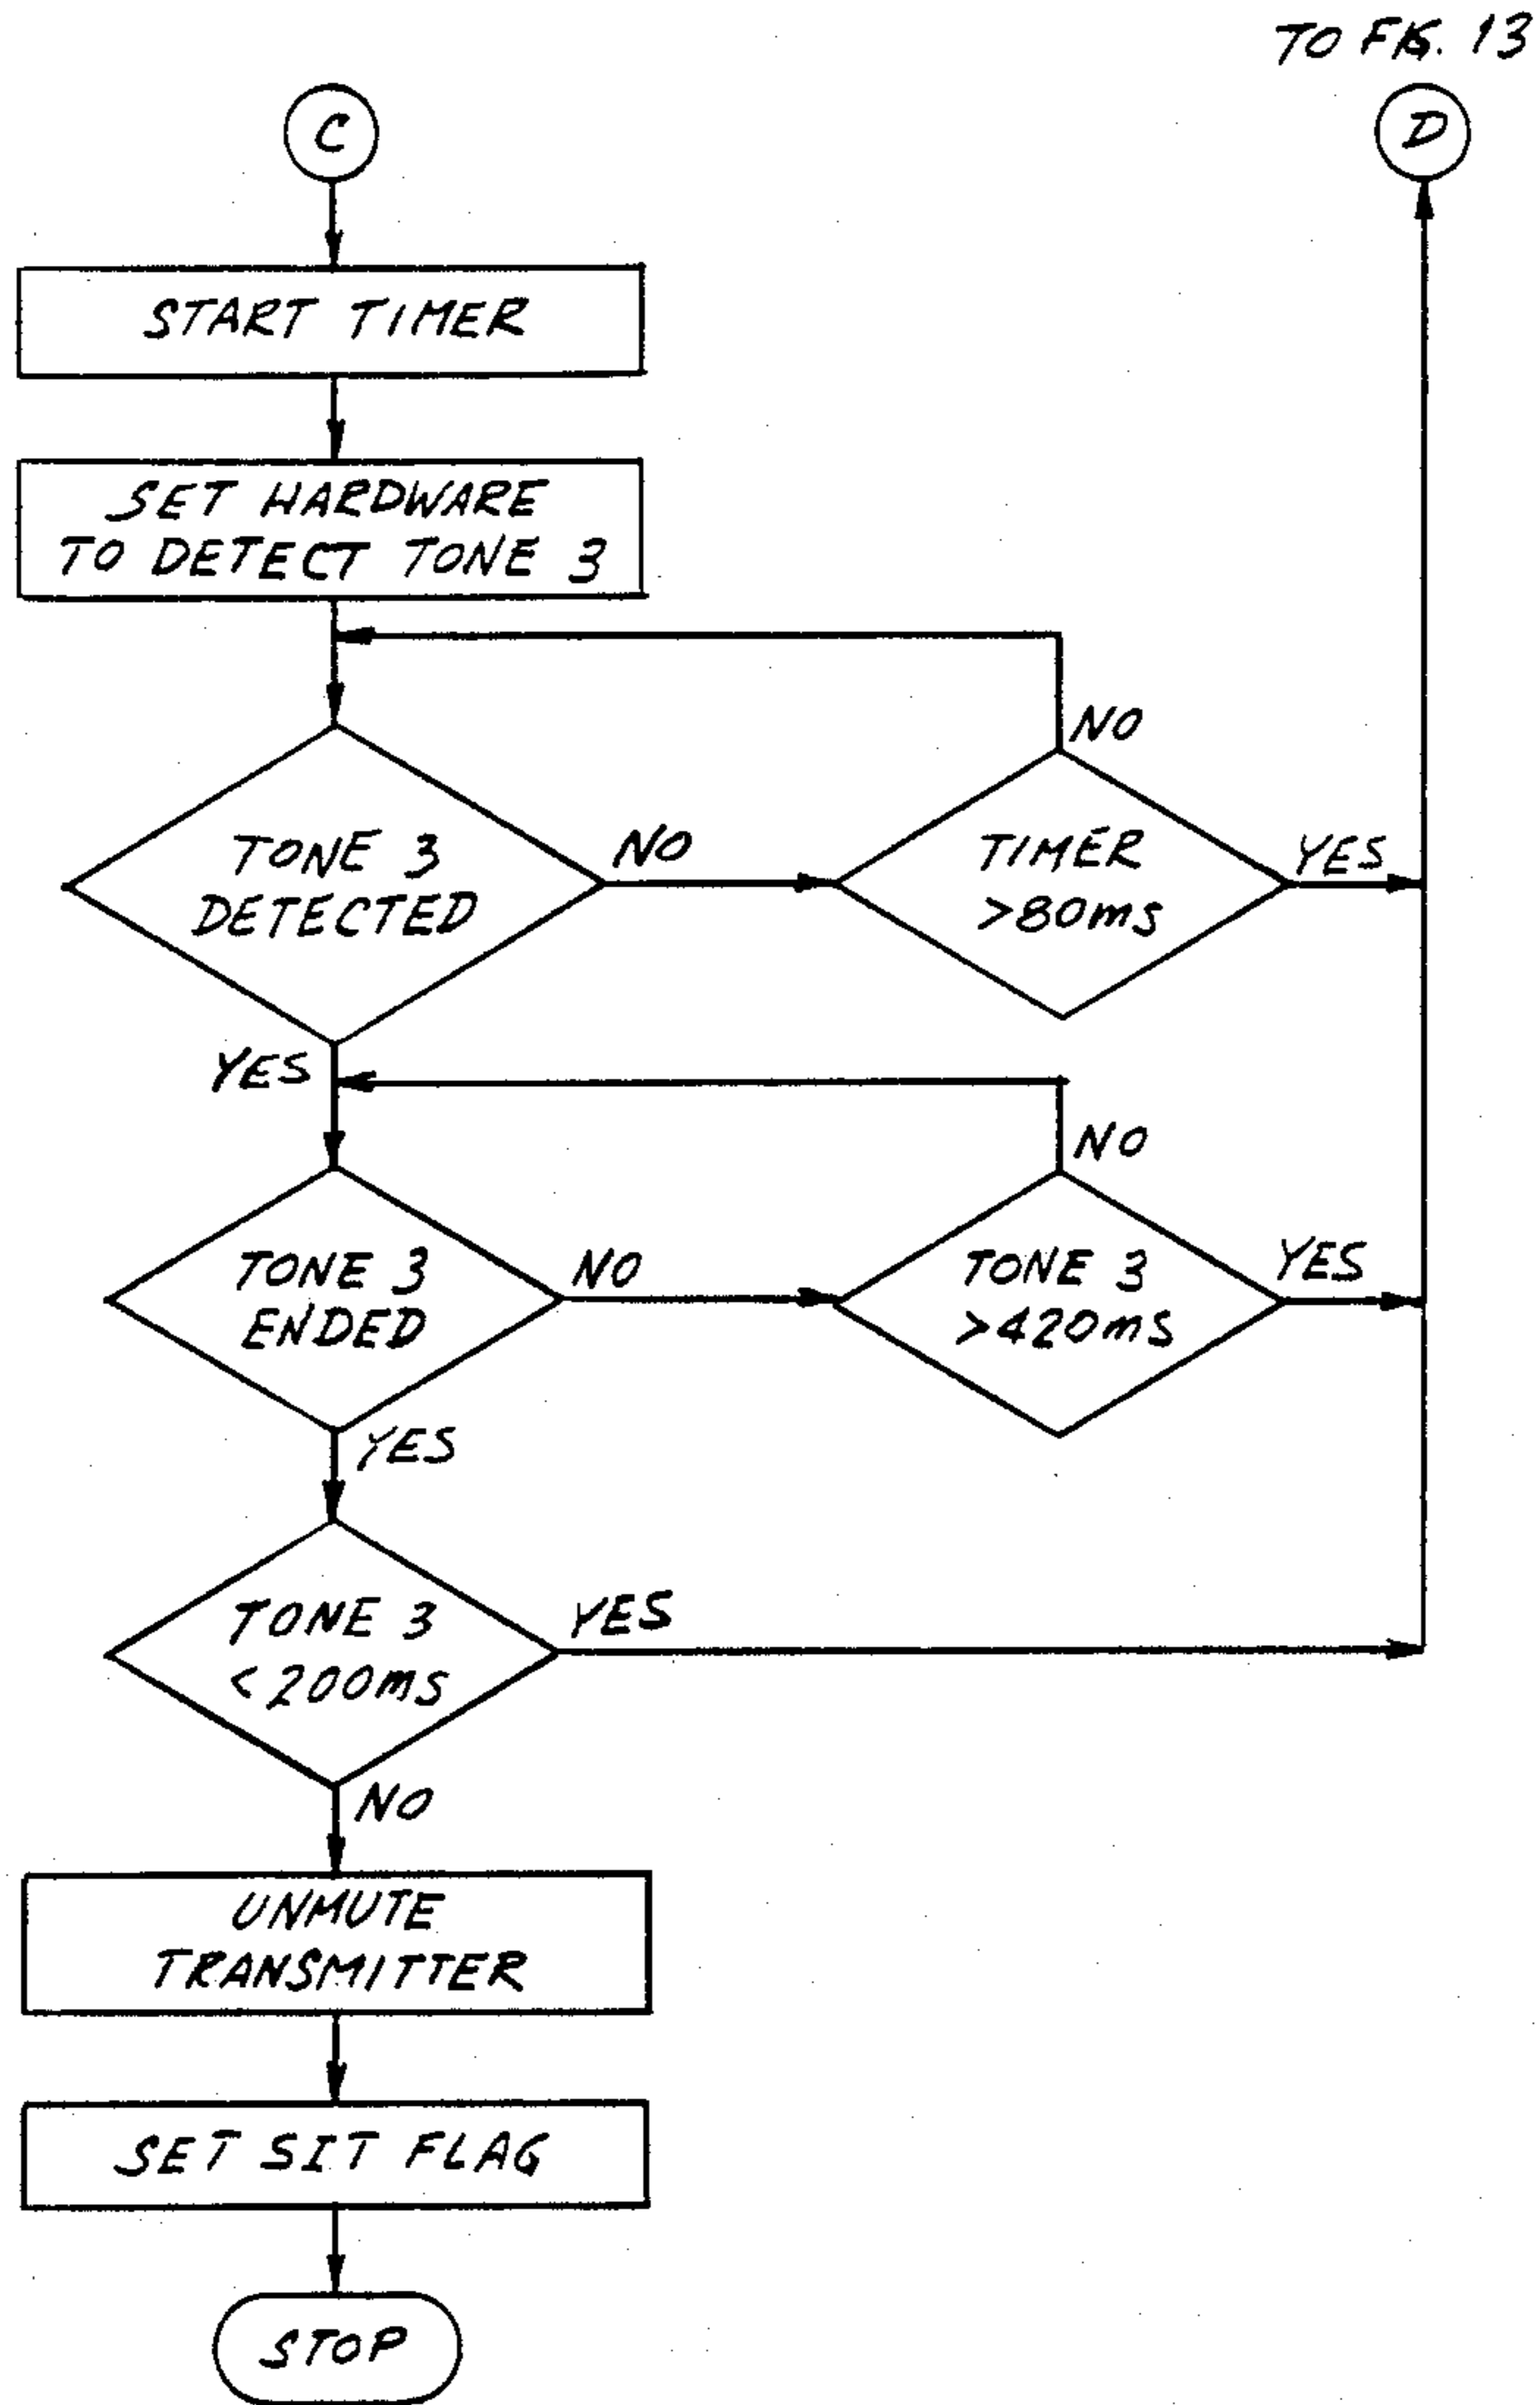 TO FIG. 13
C
D
START TIMER
SET HARDWARE
TO DETECT TONE 3
NO
TONE 3
DETECTED
NO
TIMER
>80ms
YES
YES
NO
TONE 3
ENDED
NO
TONE 3
>420ms
YES
YES
TONE 3
<200ms
YES
NO
UNMUTE
TRANSMITTER
SET SIT FLAG
STOP